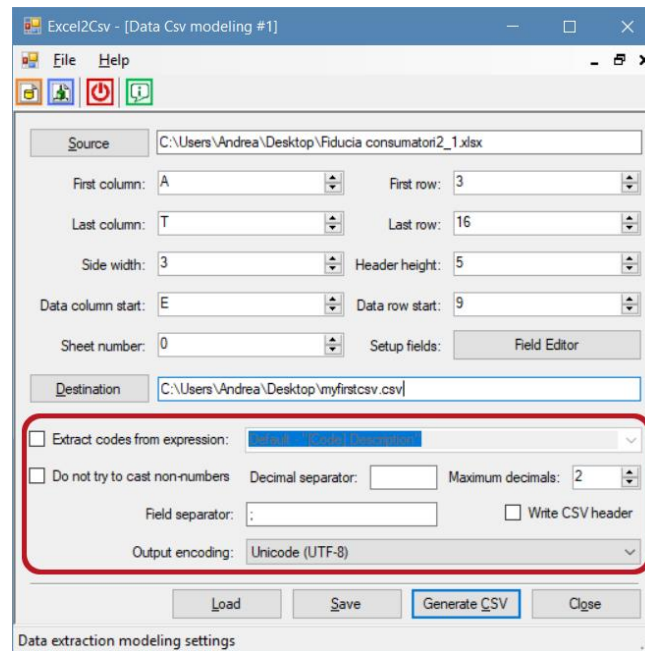 Excel2Csv - [Data Csv modeling #1]
File Help
Source C:\Users\Andrea\Desktop\Fiducia consumatori2_1.xlsx
First column: A First row: 3
Last column: T Last row: 16
Side width: 3 Header height: 5
Data column start: E Data row start: 9
Sheet number: 0 Setup fields: Field Editor
Destination C:\Users\Andrea\Desktop\myfirstcsv.csv
Extract codes from expression: Default - "[Code] Description"
Do not try to cast non-numbers Decimal separator: Maximum decimals: 2
Field separator: ; Write CSV header
Output encoding: Unicode (UTF-8)
Load Save Generate CSV Close
Data extraction modeling settings